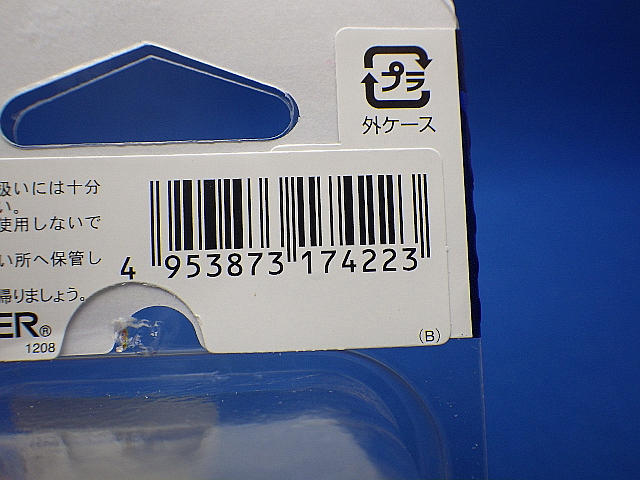 プラ
外ケース
扱いには十分
い。
使用しないで
い所へ保管し
帰りましょう。
ER®
1208
4 953873 174223
(B)